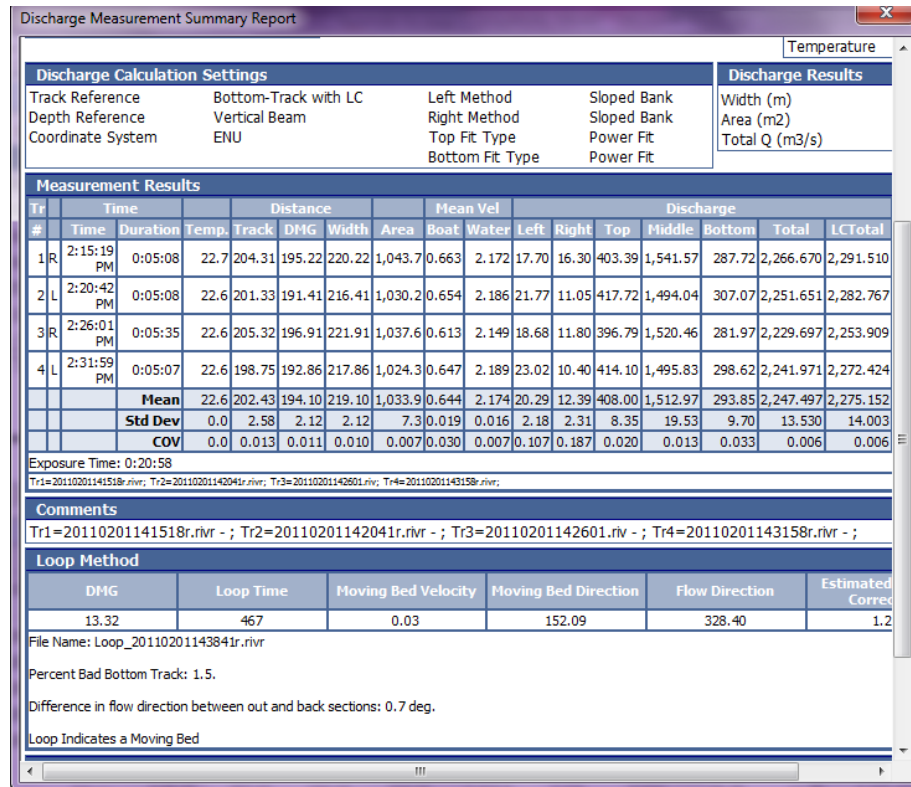 Discharge Measurement Summary Report
Temperature
Discharge Calculation Settings
Track Reference Bottom-Track with LC Left Method Sloped Bank
Depth Reference Vertical Beam Right Method Sloped Bank
Coordinate System ENU Top Fit Type Power Fit
Bottom Fit Type Power Fit
Discharge Results
Width (m)
Area (m2)
Total Q (m3/s)
Measurement Results
Tr Time Distance Mean Vel Discharge
# Time Duration Temp. Track DMG Width Area Boat Water Left Right Top Middle Bottom Total LCTotal
1 R 2:15:19 PM 0:05:08 22.7 204.31 195.22 220.22 1,043.7 0.663 2.172 17.70 16.30 403.39 1,541.57 287.72 2,266.670 2,291.510
2 L 2:20:42 PM 0:05:08 22.6 201.33 191.41 216.41 1,030.2 0.654 2.186 21.77 11.05 417.72 1,494.04 307.07 2,251.651 2,282.767
3 R 2:26:01 PM 0:05:35 22.6 205.32 196.91 221.91 1,037.6 0.613 2.149 18.68 11.80 396.79 1,520.46 281.97 2,229.697 2,253.909
4 L 2:31:59 PM 0:05:07 22.6 198.75 192.86 217.86 1,024.3 0.647 2.189 23.02 10.40 414.10 1,495.83 298.62 2,241.971 2,272.424
Mean 22.6 202.43 194.10 219.10 1,033.9 0.644 2.174 20.29 12.39 408.00 1,512.97 293.85 2,247.497 2,275.152
Std Dev 0.0 2.58 2.12 2.12 7.3 0.019 0.016 2.18 2.31 8.35 19.53 9.70 13.530 14.003
COV 0.0 0.013 0.011 0.010 0.007 0.030 0.007 0.107 0.187 0.020 0.013 0.033 0.006 0.006
Exposure Time: 0:20:58
Tr1=20110201141518r.rivr; Tr2=20110201142041r.rivr; Tr3=20110201142601.riv; Tr4=20110201143158r.rivr;
Comments
Tr1=20110201141518r.rivr - ; Tr2=20110201142041r.rivr - ; Tr3=20110201142601.riv - ; Tr4=20110201143158r.rivr - ;
Loop Method
DMG Loop Time Moving Bed Velocity Moving Bed Direction Flow Direction Estimated
Correc
13.32 467 0.03 152.09 328.40 1.2
File Name: Loop_20110201143841r.rivr
Percent Bad Bottom Track: 1.5.
Difference in flow direction between out and back sections: 0.7 deg.
Loop Indicates a Moving Bed